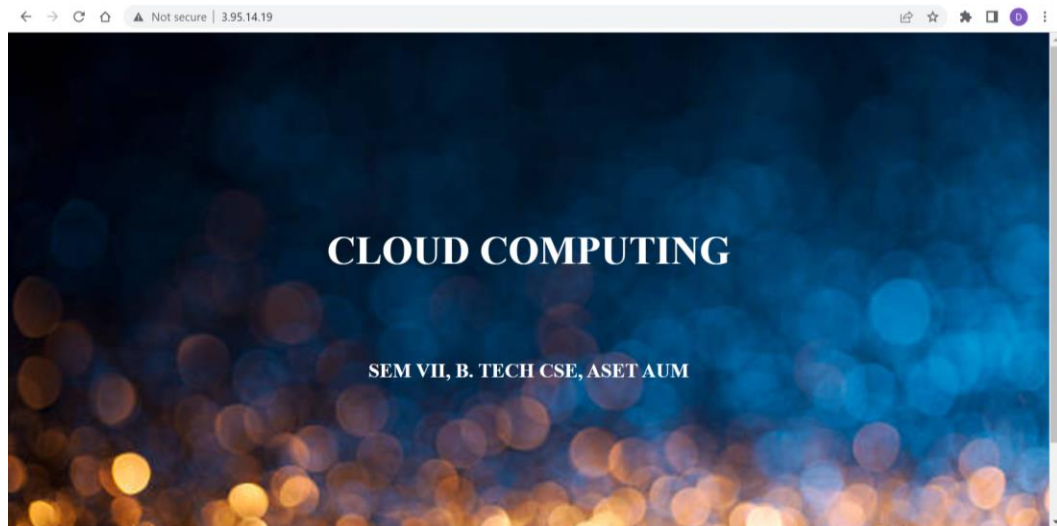 Not secure | 3.95.14.19
D
CLOUD COMPUTING
SEM VII, B. TECH CSE, ASET AUM